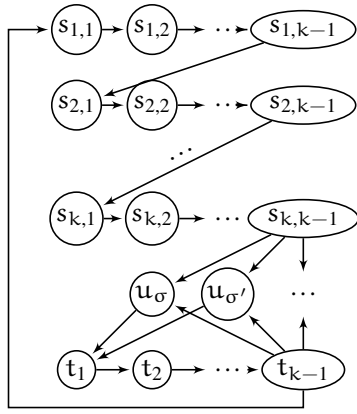 s1,1 s1,2 ⋯ s1,k−1
s2,1 s2,2 ⋯ s2,k−1
⋯
sk,1 sk,2 ⋯ sk,k−1
uσ uσ′ ⋯
t1 t2 ⋯ tk−1